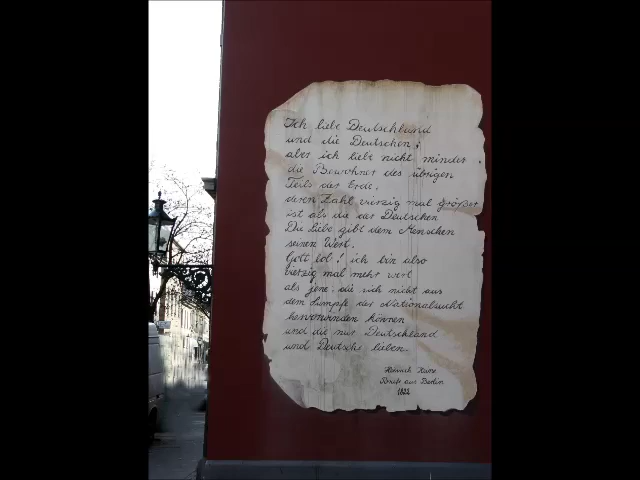 Ich liebe Deutschland
und die Deutschen;
aber ich liebe nicht minder
die Bewohner des übrigen
Teils der Erde,
deren Zahl vierzig mal größer
ist als die der Deutschen
Die Liebe gibt dem Menschen
seinen Wert.
Gott lob! ich bin also
vierzig mal mehr wert
als jene, die sich nicht aus
dem Sumpfe der Nationalsucht
hervorwinden können
und die nur Deutschland
und Deutsche lieben.
Heinrich Heine
Briefe aus Berlin
1822